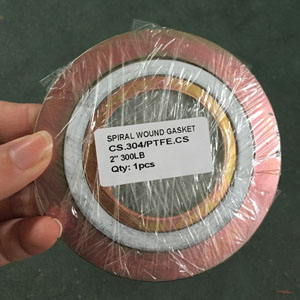 SPIRAL WOUND GASKET
CS.304/PTFE.CS
2" 300LB
Qty: 1pcs